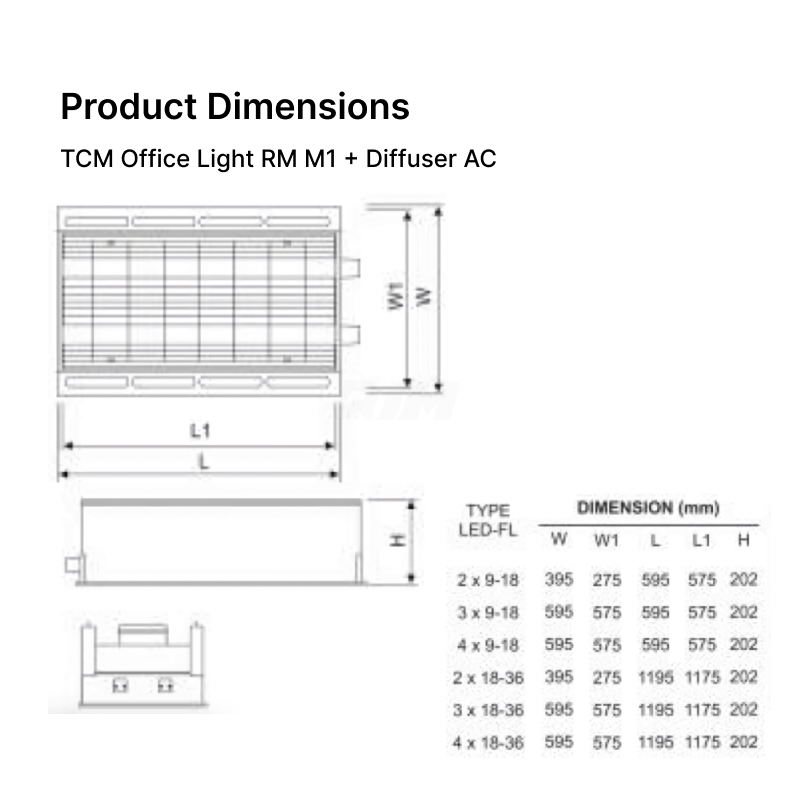 Product Dimensions
TCM Office Light RM M1 + Diffuser AC
W1
W
L1
L
H
TYPE
LED-FL
DIMENSION (mm)
W W1 L L1 H
2 x 9-18 395 275 595 575 202
3 x 9-18 595 575 595 575 202
4 x 9-18 595 575 595 575 202
2 x 18-36 395 275 1195 1175 202
3 x 18-36 595 575 1195 1175 202
4 x 18-36 595 575 1195 1175 202